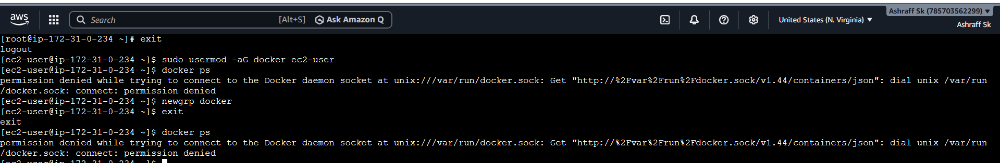 aws
Search
[Alt+S]
Ask Amazon Q
United States (N. Virginia)
Ashraff Sk (785703562299)
Ashraff Sk
[root@ip-172-31-0-234 ~]# exit
logout
[ec2-user@ip-172-31-0-234 ~]$ sudo usermod -aG docker ec2-user
[ec2-user@ip-172-31-0-234 ~]$ docker ps
permission denied while trying to connect to the Docker daemon socket at unix:///var/run/docker.sock: Get "http://%2Fvar%2Frun%2Fdocker.sock/v1.44/containers/json": dial unix /var/run
/docker.sock: connect: permission denied
[ec2-user@ip-172-31-0-234 ~]$ newgrp docker
[ec2-user@ip-172-31-0-234 ~]$ exit
exit
[ec2-user@ip-172-31-0-234 ~]$ docker ps
permission denied while trying to connect to the Docker daemon socket at unix:///var/run/docker.sock: Get "http://%2Fvar%2Frun%2Fdocker.sock/v1.44/containers/json": dial unix /var/run
/docker.sock: connect: permission denied
[ec2-user@ip-172-31-0-234 ~]$